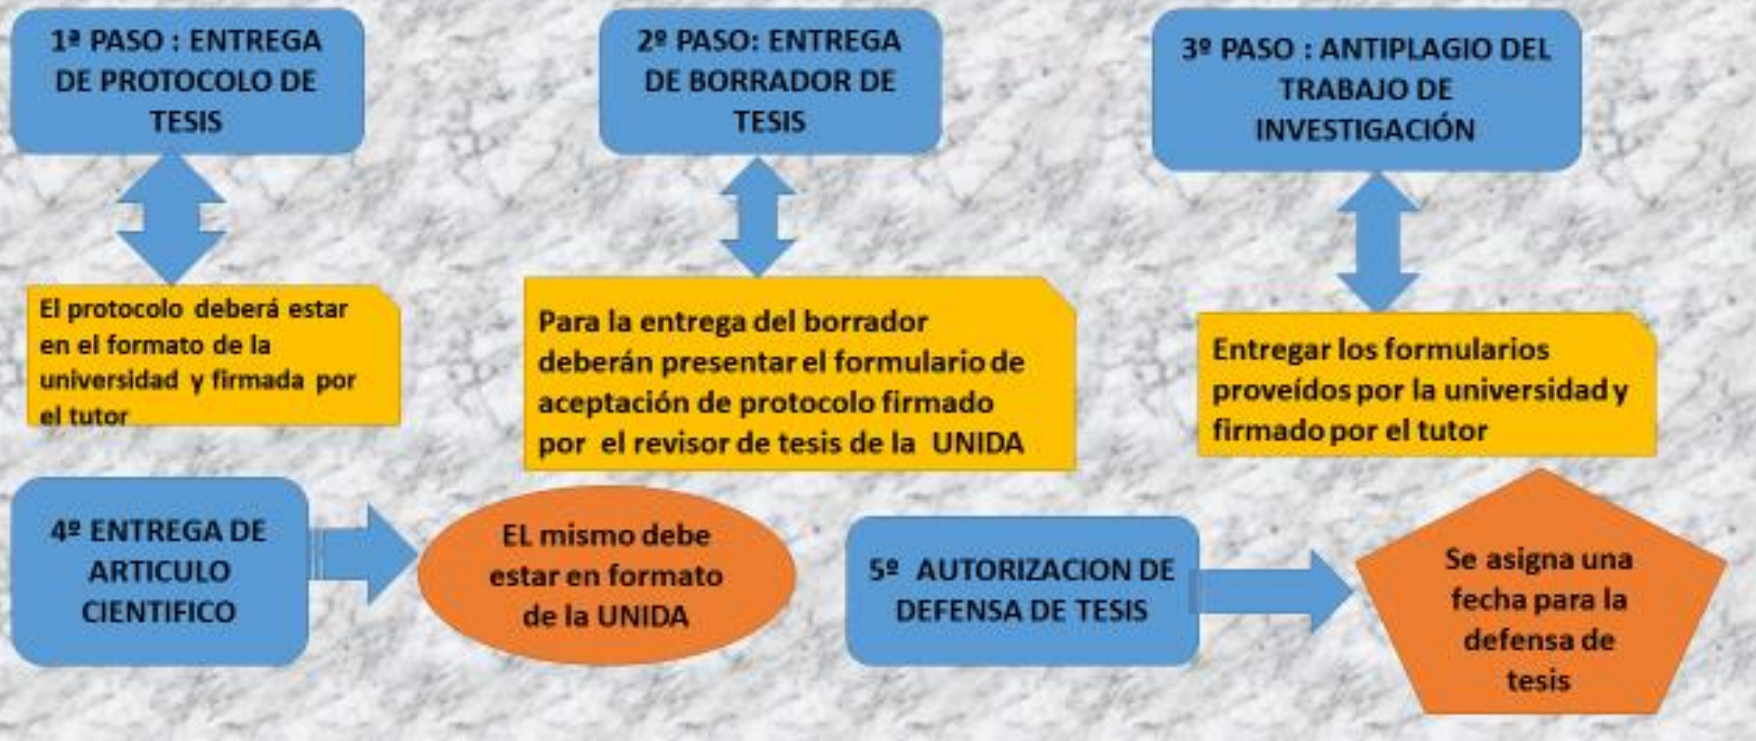 1ª PASO : ENTREGA
DE PROTOCOLO DE
TESIS
2º PASO: ENTREGA
DE BORRADOR DE
TESIS
3º PASO : ANTIPLAGIO DEL
TRABAJO DE
INVESTIGACIÓN
El protocolo deberá estar
en el formato de la
universidad y firmada por
el tutor
Para la entrega del borrador
deberán presentar el formulario de
aceptación de protocolo firmado
por el revisor de tesis de la UNIDA
Entregar los formularios
proveídos por la universidad y
firmado por el tutor
4º ENTREGA DE
ARTICULO
CIENTIFICO
EL mismo debe
estar en formato
de la UNIDA
5º AUTORIZACION DE
DEFENSA DE TESIS
Se asigna una
fecha para la
defensa de
tesis